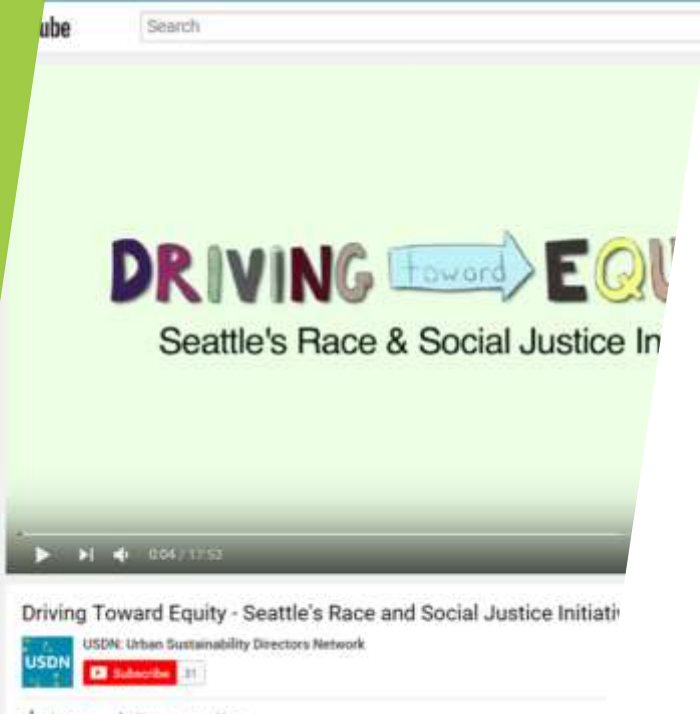 ube
Search
DRIVING toward EQU
Seattle's Race & Social Justice In
0:04 / 17:53
Driving Toward Equity - Seattle's Race and Social Justice Initiati
USDN
USDN: Urban Sustainability Directors Network
Subscribe 31